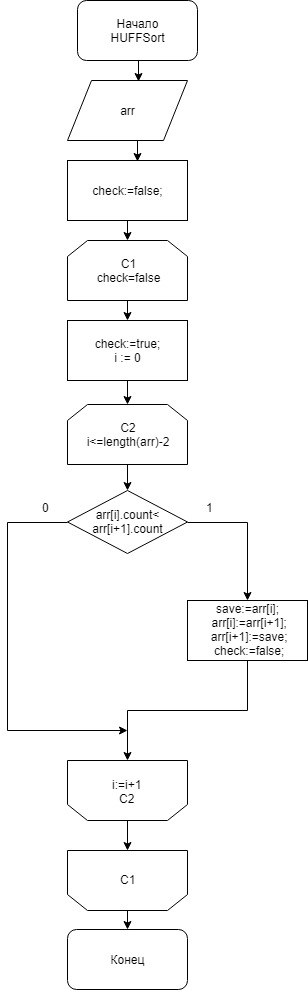 Начало
HUFFSort
arr
check:=false;
C1
check=false
check:=true;
i := 0
C2
i<=length(arr)-2
0
1
arr[i].count<
arr[i+1].count
save:=arr[i];
arr[i]:=arr[i+1];
arr[i+1]:=save;
check:=false;
i:=i+1
C2
C1
Конец